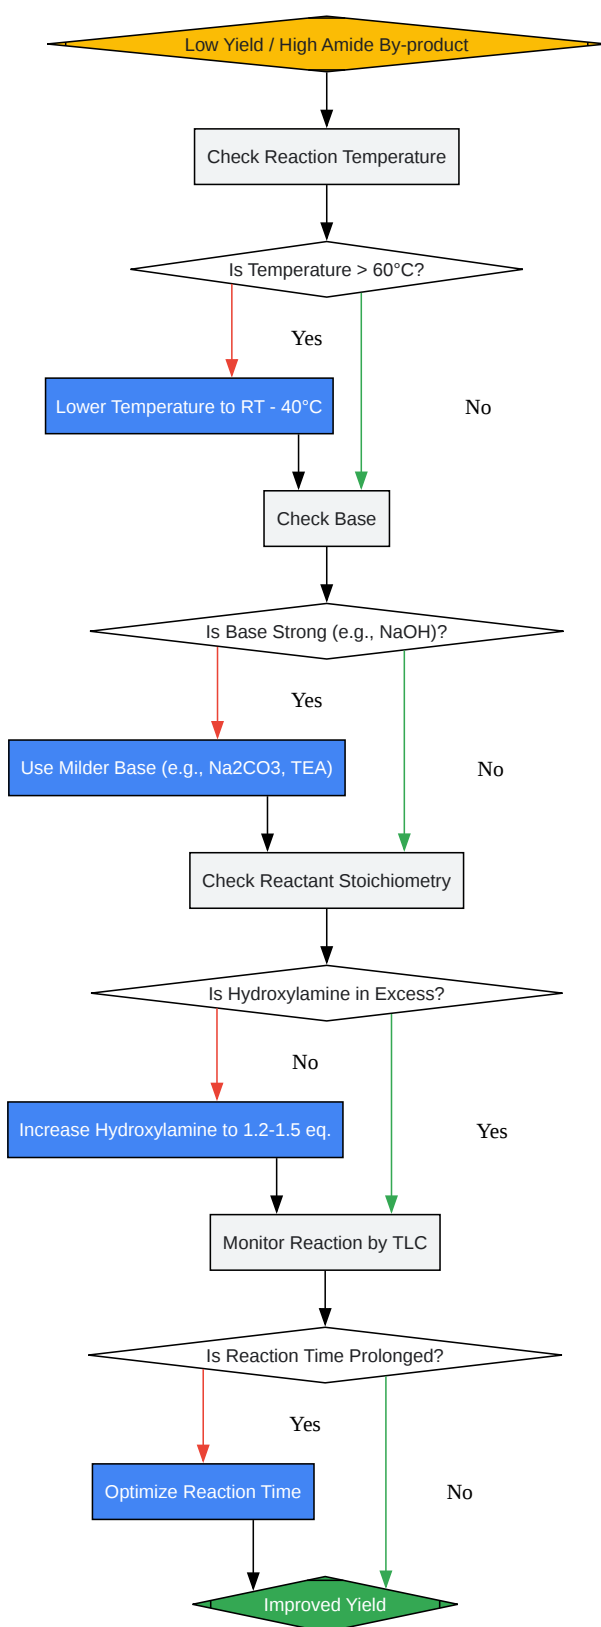 Low Yield / High Amide By-product
Check Reaction Temperature
Is Temperature > 60°C?
Yes
Lower Temperature to RT - 40°C
No
Check Base
Is Base Strong (e.g., NaOH)?
Yes
Use Milder Base (e.g., Na2CO3, TEA)
No
Check Reactant Stoichiometry
Is Hydroxylamine in Excess?
No
Increase Hydroxylamine to 1.2-1.5 eq.
Yes
Monitor Reaction by TLC
Is Reaction Time Prolonged?
Yes
Optimize Reaction Time
No
Improved Yield